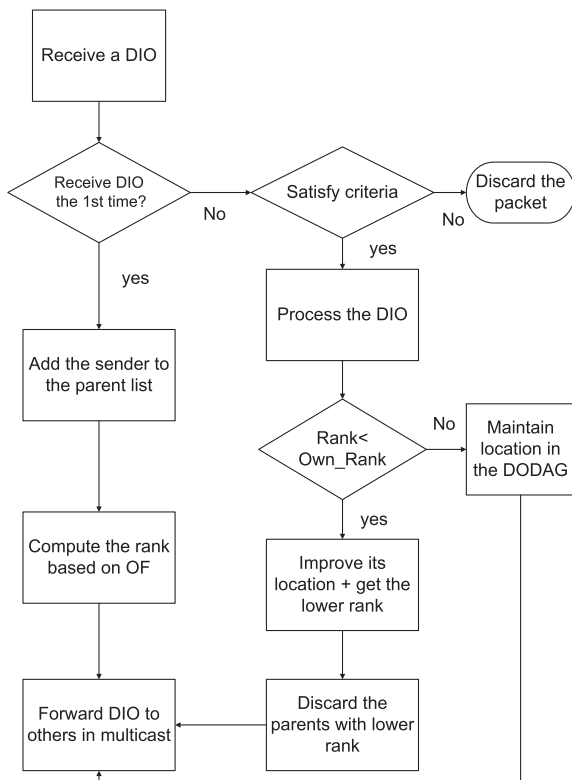 Receive a DIO
Receive DIO
the 1st time?
No
Satisfy criteria
No
Discard the
packet
yes
yes
Process the DIO
Add the sender to
the parent list
Rank<
Own_Rank
No
Maintain
location in
the DODAG
yes
Compute the rank
based on OF
Improve its
location + get the
lower rank
Forward DIO to
others in multicast
Discard the
parents with lower
rank